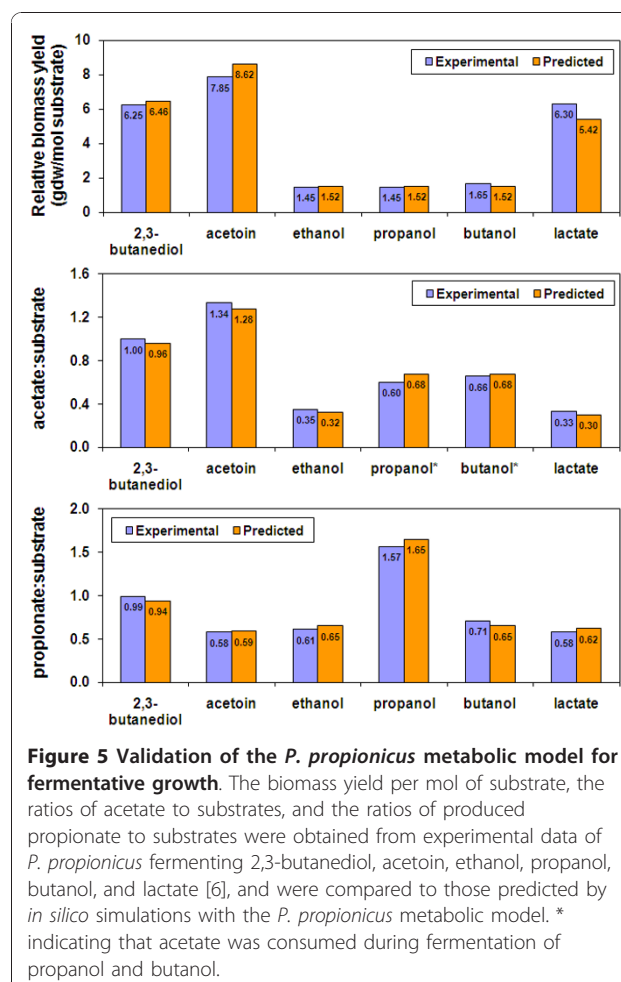 Relative biomass yield
(gdw/mol substrate)
10
8
6
4
2
0
Experimental Predicted
6.25 6.46 7.85 8.62 1.45 1.52 1.45 1.52 1.65 1.52 6.30 5.42
2,3-
butanediol acetoin ethanol propanol butanol lactate
acetate:substrate
1.6
1.2
0.8
0.4
0.0
Experimental Predicted
1.00 0.96 1.34 1.28 0.35 0.32 0.60 0.68 0.66 0.68 0.33 0.30
2,3-
butanediol acetoin ethanol propanol* butanol* lactate
propionate:substrate
2.0
1.5
1.0
0.5
0.0
Experimental Predicted
0.99 0.94 0.58 0.59 0.61 0.65 1.57 1.65 0.71 0.65 0.58 0.62
2,3-
butanediol acetoin ethanol propanol butanol lactate
Figure 5 Validation of the P. propionicus metabolic model for
fermentative growth. The biomass yield per mol of substrate, the
ratios of acetate to substrates, and the ratios of produced
propionate to substrates were obtained from experimental data of
P. propionicus fermenting 2,3-butanediol, acetoin, ethanol, propanol,
butanol, and lactate [6], and were compared to those predicted by
in silico simulations with the P. propionicus metabolic model. *
indicating that acetate was consumed during fermentation of
propanol and butanol.